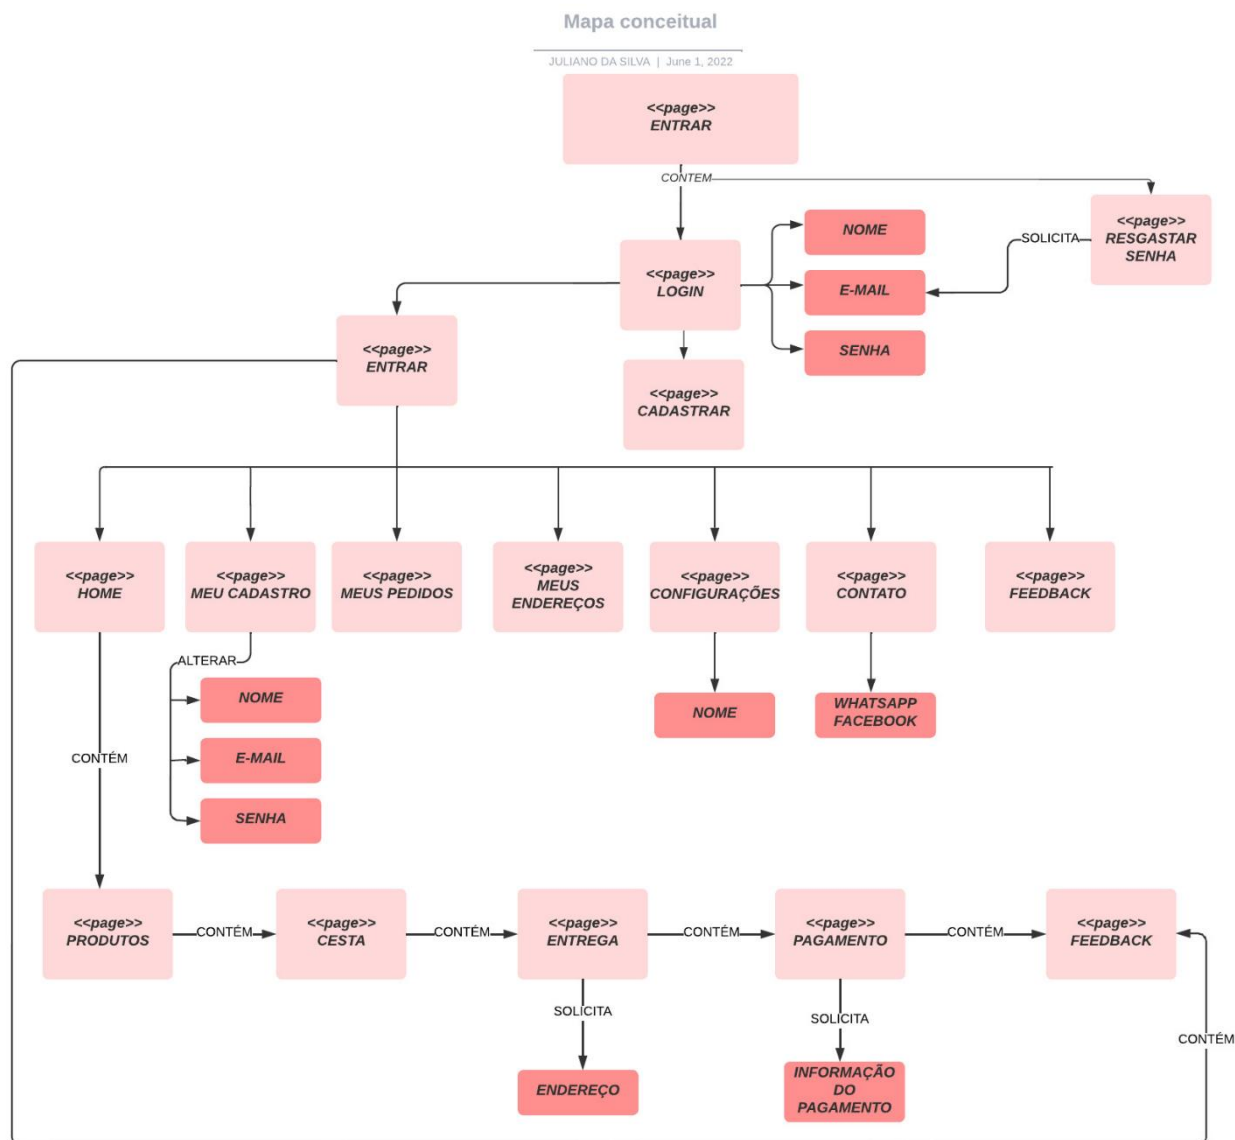 Mapa conceitual
JULIANO DA SILVA | June 1, 2022
<<page>>
ENTRAR
CONTEM
<<page>>
RESGASTAR
SENHA
SOLICITA
NOME
E-MAIL
SENHA
<<page>>
LOGIN
<<page>>
ENTRAR
<<page>>
CADASTRAR
<<page>>
HOME
<<page>>
MEU CADASTRO
<<page>>
MEUS PEDIDOS
<<page>>
MEUS
ENDEREÇOS
<<page>>
CONFIGURAÇÕES
<<page>>
CONTATO
<<page>>
FEEDBACK
ALTERAR
NOME
E-MAIL
SENHA
NOME
WHATSAPP
FACEBOOK
CONTÉM
<<page>>
PRODUTOS
CONTÉM
<<page>>
CESTA
CONTÉM
<<page>>
ENTREGA
CONTÉM
<<page>>
PAGAMENTO
CONTÉM
<<page>>
FEEDBACK
SOLICITA
SOLICITA
CONTÉM
ENDEREÇO
INFORMAÇÃO
DO
PAGAMENTO